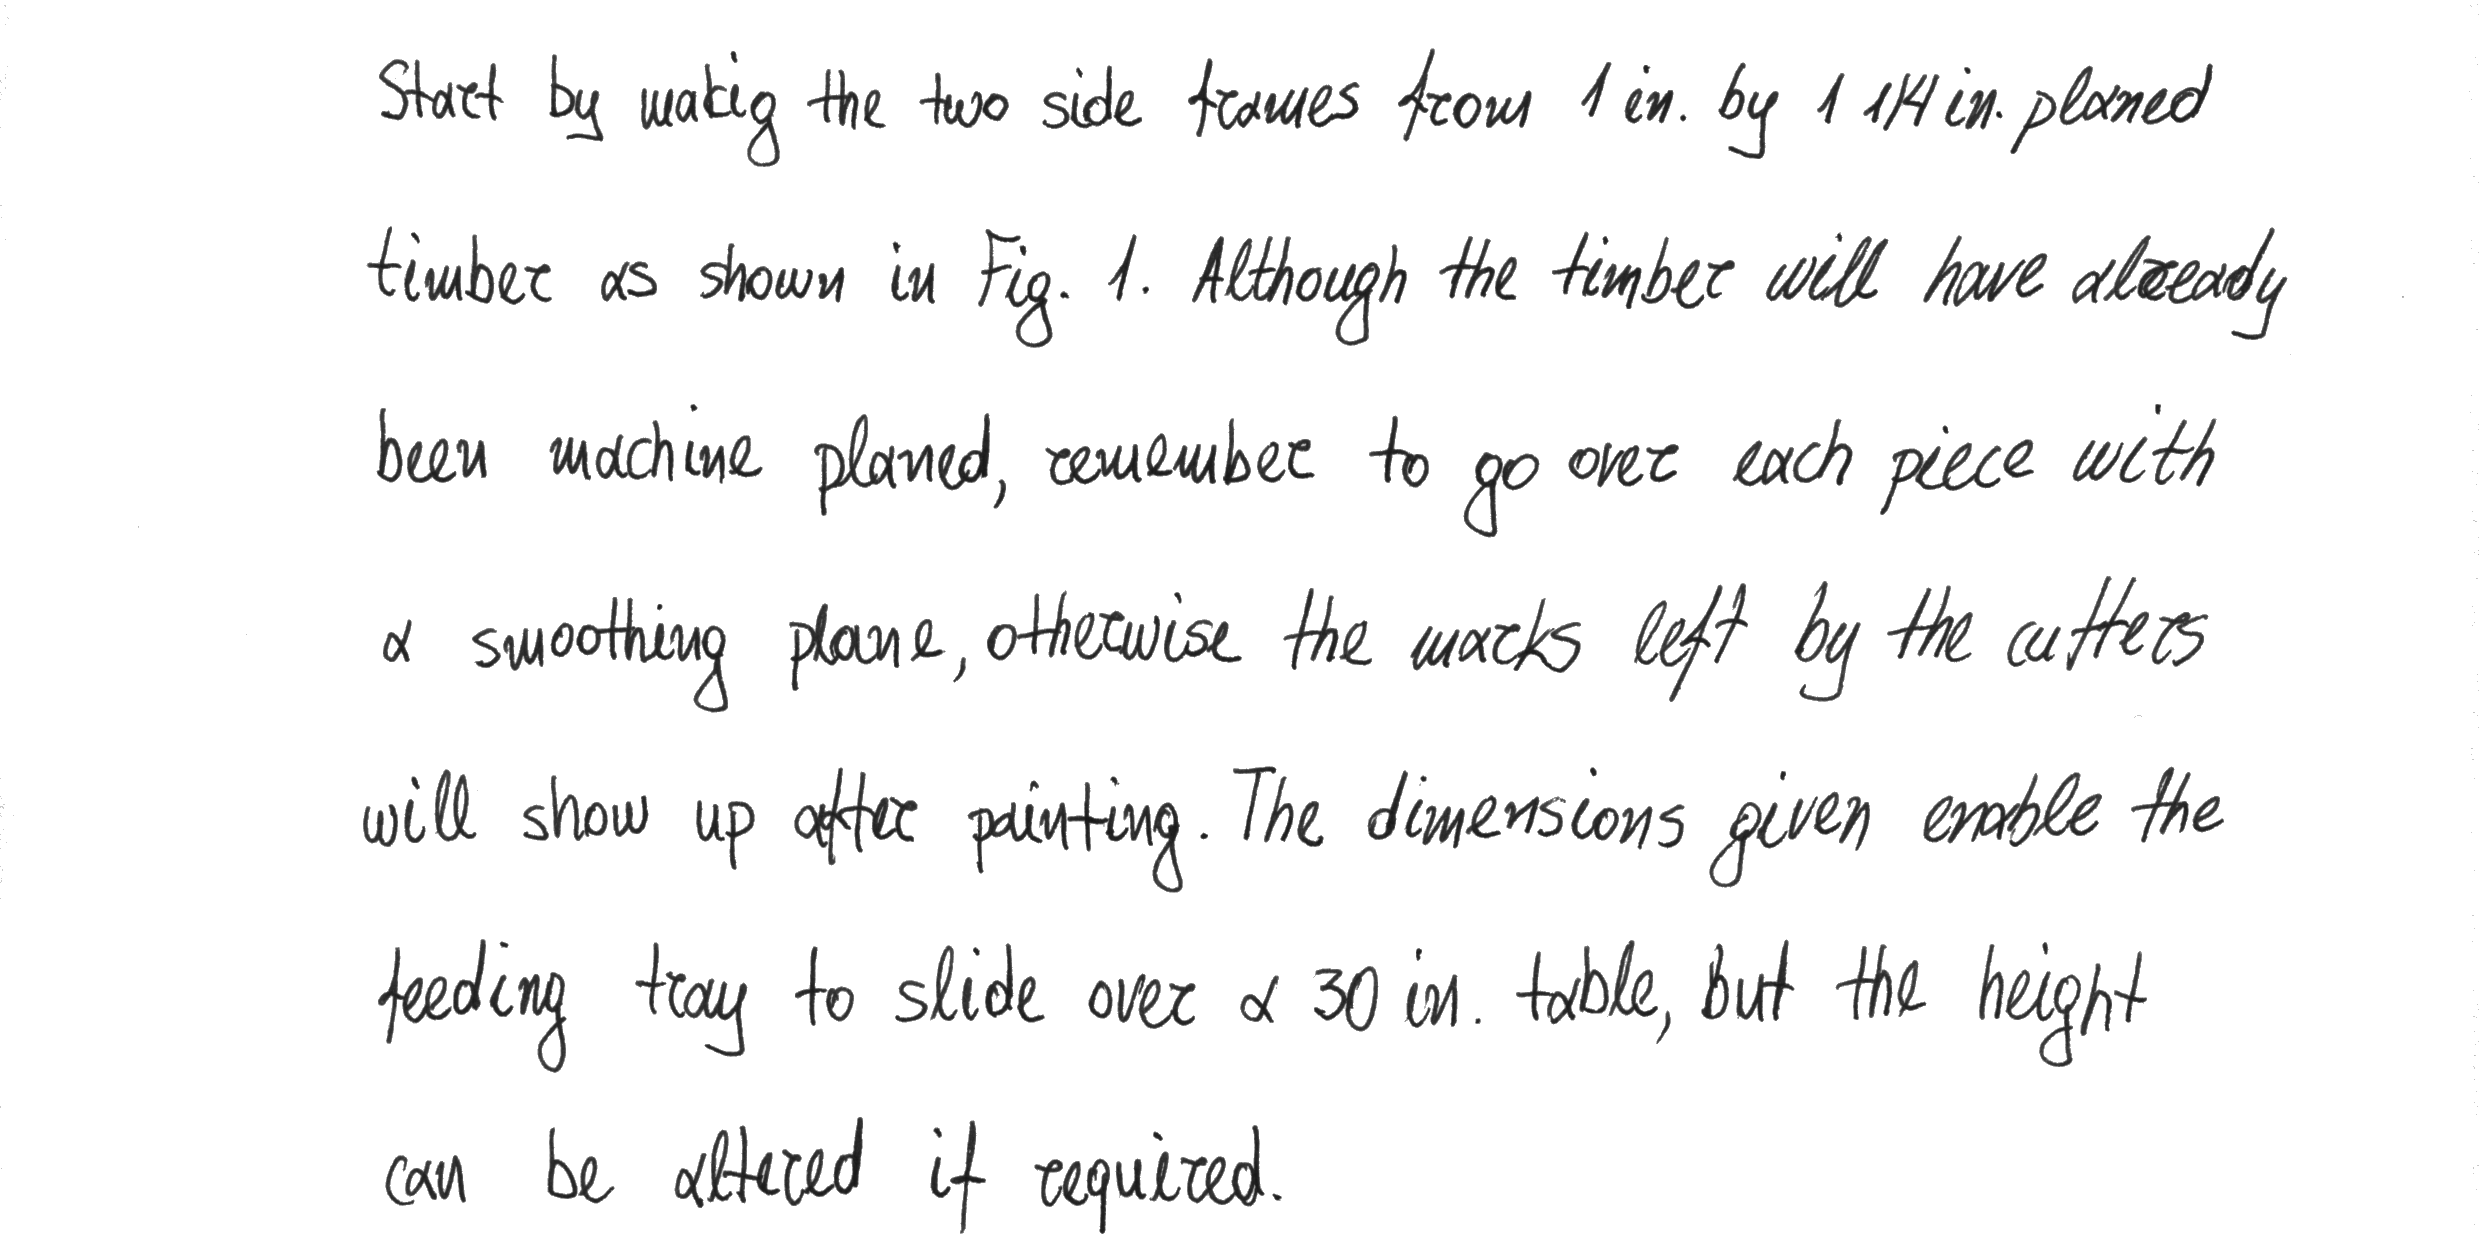 Start by makig the two side frames from 1 in. by 1 1/4 in. planed
timber as shown in Fig. 1. Although the timber will have already
been machine planed, remember to go over each piece with
a smoothing plane, otherwise the marks left by the cutters
will show up after painting. The dimensions given enable the
feeding tray to slide over a 30 in. table, but the height
can be altered if required.